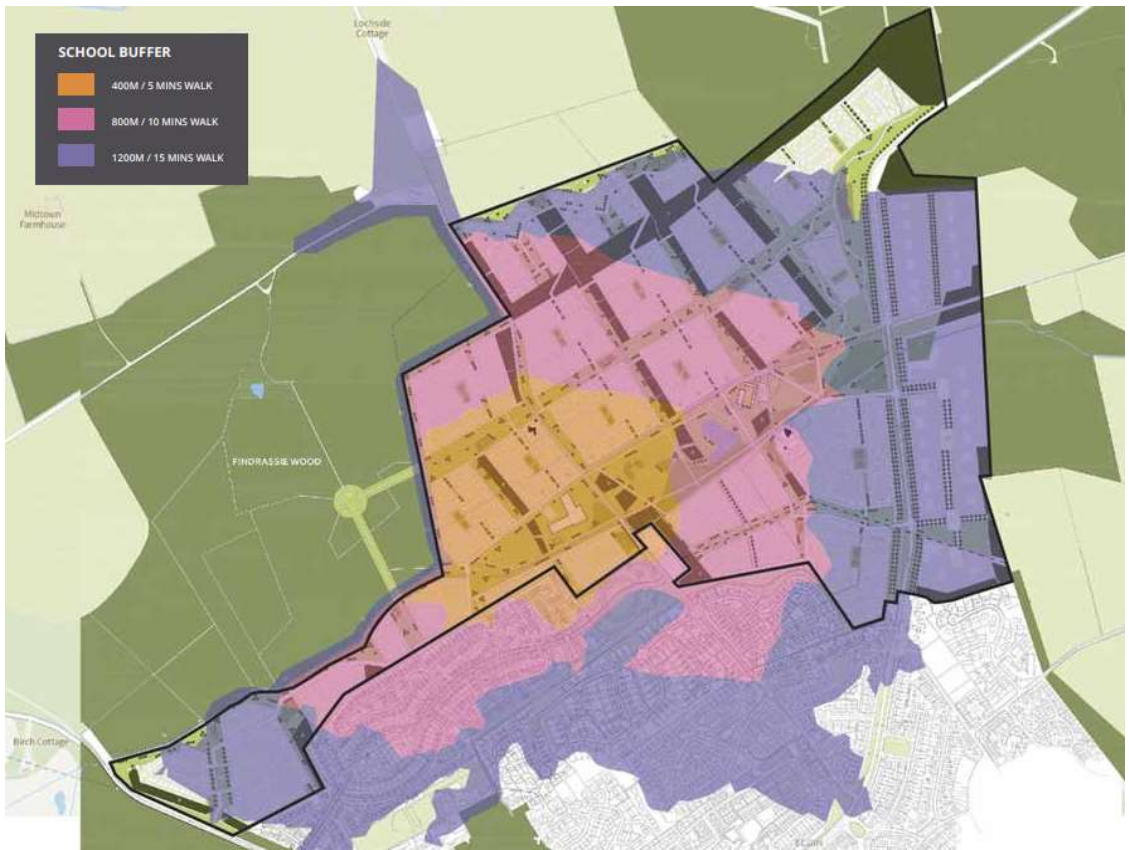 Lochside
Cottage
SCHOOL BUFFER
400M / 5 MINS WALK
800M / 10 MINS WALK
1200M / 15 MINS WALK
Midtown
Farmhouse
FINDRASSIE WOOD
Birch Cottage
ELGIN